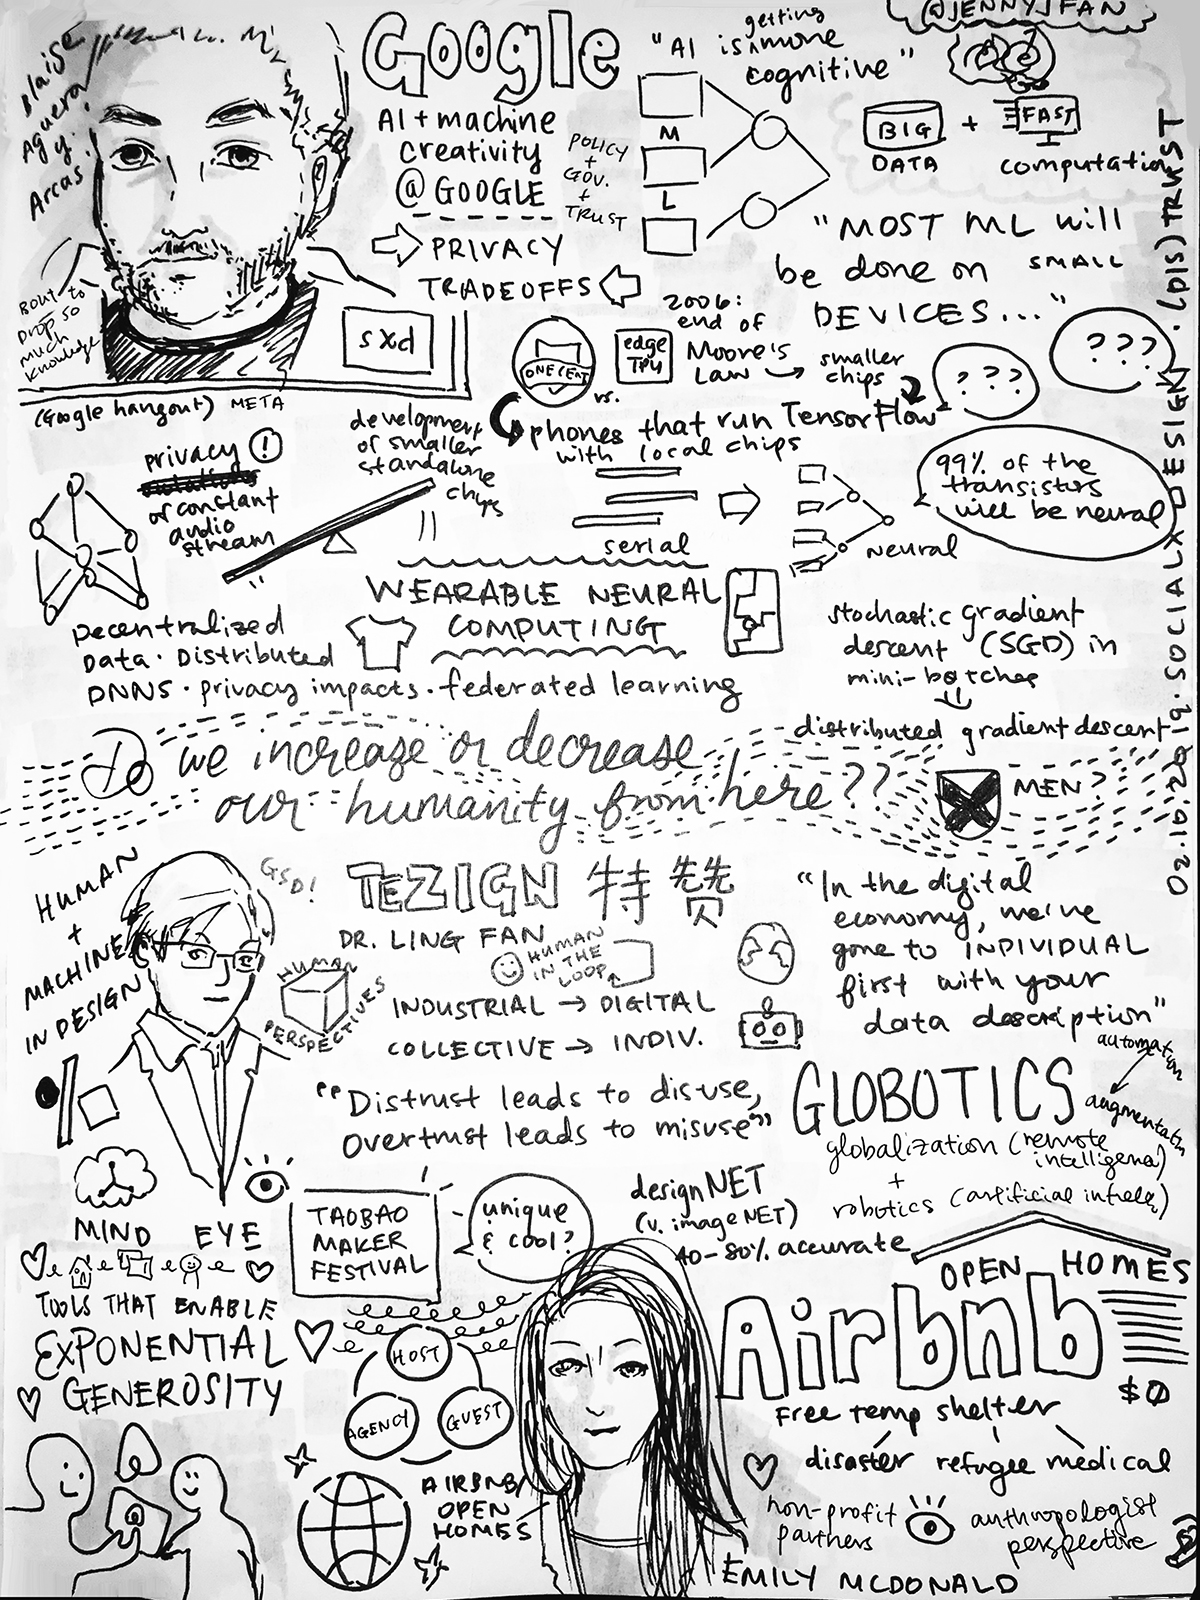 @JENNYJFAN
Blaise
Aguera
y.
Arcas.
Google
AI + machine
creativity
@ GOOGLE
POLICY
+
GOV.
+
TRUST
PRIVACY
TRADEOFFS
"AI is getting more
cognitive"
M
L
BIG
DATA
+
FAST
computation
"MOST ML will
be done on SMALL
DEVICES..."
02.10.2019. SOCIAL X DESIGN. (DIS)TRUST
BOUT to
DROP SO
much
knowledge
sxd
(Google hangout) META
ONE CENT
vs.
edge
TPU
2006:
end of
Moore's
LAW → smaller
chips
???
???
phones that run TensorFlow
with local chips
privacy !
of constant
audio
stream
development
of smaller
standalone
chips
serial
neural
99% of the
transistors
will be neural
WEARABLE NEURAL
COMPUTING
Decentralized
Data · Distributed
DNNS · privacy impacts · federated learning
stochastic gradient
descent (SGD) in
mini-batches
distributed gradient descent
Do we increase or decrease
our humanity from here??
MEN?
HUMAN
+
MACHINE
IN DESIGN
GSD!
TEZIGN 特赞
DR. LING FAN
HUMAN
PERSPECTIVES
HUMAN
IN THE
LOOP
INDUSTRIAL → DIGITAL
COLLECTIVE → INDIV.
"In the digital
economy, we've
gone to INDIVIDUAL
first with your
data description"
"Distrust leads to disuse,
overtrust leads to misuse"
GLOBOTICS
automation
augmentatn
globalization (remote
intelligence)
+
robotics (artificial intell.)
MIND EYE
TAOBAO
MAKER
FESTIVAL
unique
& cool?
designNET
(v. imageNET)
40-80% accurate
TOOLS THAT ENABLE
EXPONENTIAL
GENEROSITY
HOST
AGENCY
GUEST
AIRBNB/
OPEN
HOMES
OPEN HOMES
Airbnb
$0
Free temp shelter
disaster refugee medical
non-profit
partners
anthropologist
perspective
EMILY MCDONALD